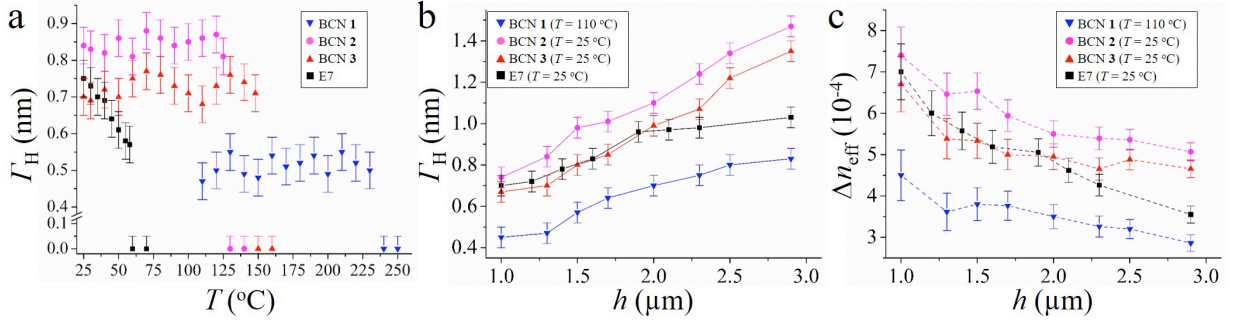 a
BCN 1
BCN 2
BCN 3
E7
Γ_H (nm)
0.9
0.8
0.7
0.6
0.5
0.4
0.1
0.0
25 50 75 100 125 150 175 200 225 250
T (°C)
b
BCN 1 (T = 110 °C)
BCN 2 (T = 25 °C)
BCN 3 (T = 25 °C)
E7 (T = 25 °C)
Γ_H (nm)
1.4
1.2
1.0
0.8
0.6
0.4
1.0 1.5 2.0 2.5 3.0
h (μm)
c
BCN 1 (T = 110 °C)
BCN 2 (T = 25 °C)
BCN 3 (T = 25 °C)
E7 (T = 25 °C)
Δn_eff (10⁻⁴)
8
7
6
5
4
3
1.0 1.5 2.0 2.5 3.0
h (μm)